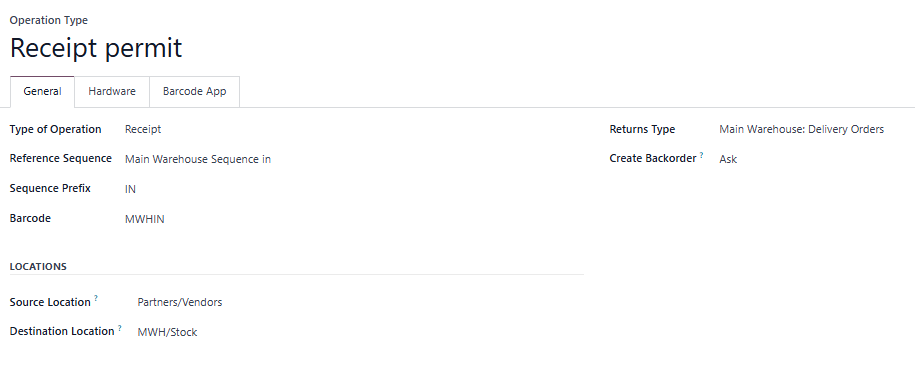 Operation Type
Receipt permit
General Hardware Barcode App
Type of Operation Receipt Returns Type Main Warehouse: Delivery Orders
Reference Sequence Main Warehouse Sequence in Create Backorder ? Ask
Sequence Prefix IN
Barcode MWHIN
LOCATIONS
Source Location ? Partners/Vendors
Destination Location ? MWH/Stock